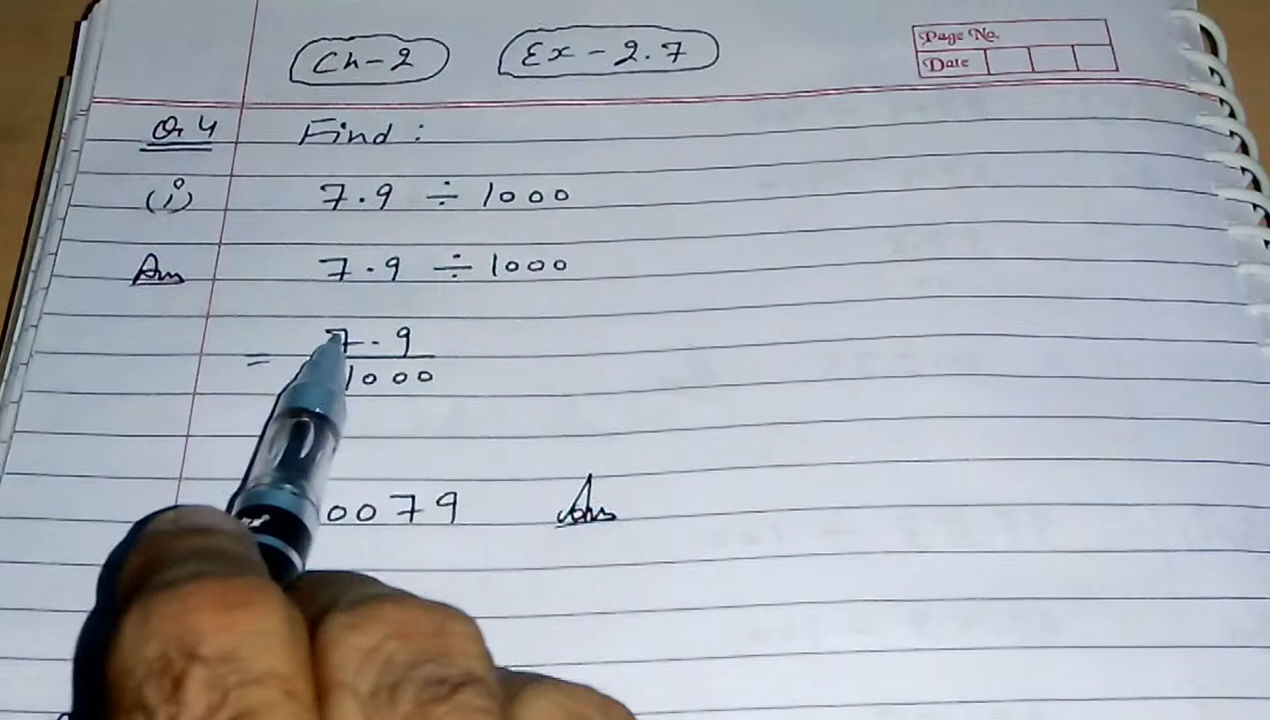 Ch-2 Ex-2.7 Page No.
Date
Q.4 Find :
(i) 7.9 ÷ 1000
Ans 7.9 ÷ 1000
= 7.9
1000
0079 Ans